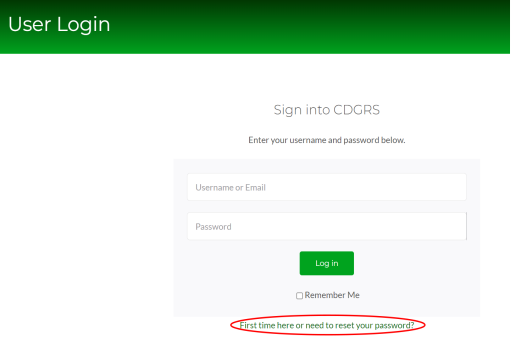 User Login
Sign into CDGRS
Enter your username and password below.
Username or Email
Password
Log in
Remember Me
First time here or need to reset your password?